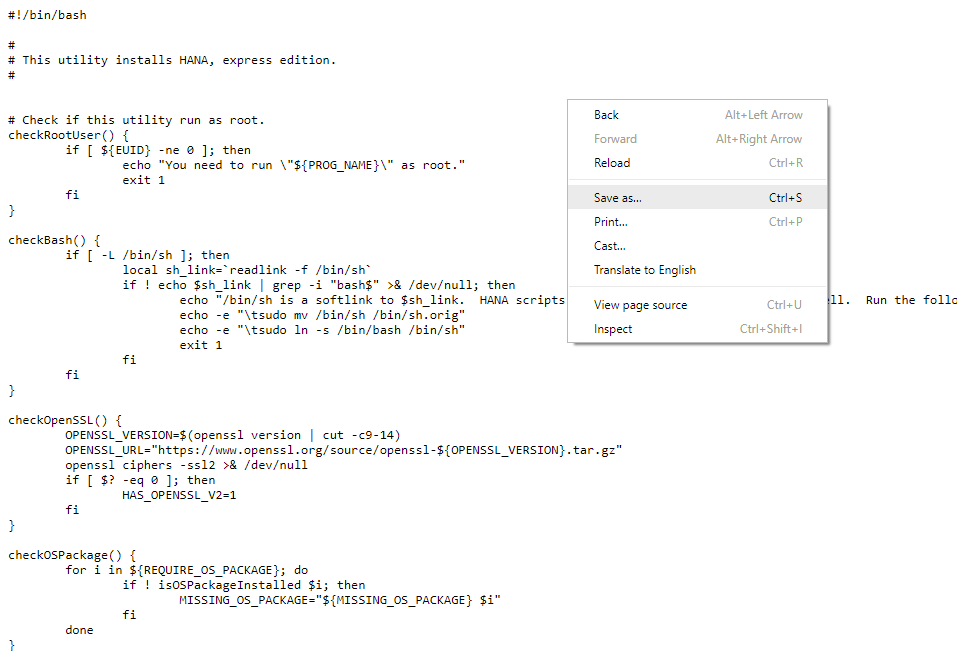 #!/bin/bash
#
# This utility installs HANA, express edition.
#
# Check if this utility run as root.
checkRootUser() {
if [ ${EUID} -ne 0 ]; then
echo "You need to run \"${PROG_NAME}\" as root."
exit 1
fi
}
checkBash() {
if [ -L /bin/sh ]; then
local sh_link=`readlink -f /bin/sh`
if ! echo $sh_link | grep -i "bash$" >& /dev/null; then
echo "/bin/sh is a softlink to $sh_link.  HANA scripts
ll.  Run the follo
echo -e "\tsudo mv /bin/sh /bin/sh.orig"
echo -e "\tsudo ln -s /bin/bash /bin/sh"
exit 1
fi
fi
}
checkOpenSSL() {
OPENSSL_VERSION=$(openssl version | cut -c9-14)
OPENSSL_URL="https://www.openssl.org/source/openssl-${OPENSSL_VERSION}.tar.gz"
openssl ciphers -ssl2 >& /dev/null
if [ $? -eq 0 ]; then
HAS_OPENSSL_V2=1
fi
}
checkOSPackage() {
for i in ${REQUIRE_OS_PACKAGE}; do
if ! isOSPackageInstalled $i; then
MISSING_OS_PACKAGE="${MISSING_OS_PACKAGE} $i"
fi
done
}
Back Alt+Left Arrow
Forward Alt+Right Arrow
Reload Ctrl+R
Save as... Ctrl+S
Print... Ctrl+P
Cast...
Translate to English
View page source Ctrl+U
Inspect Ctrl+Shift+I